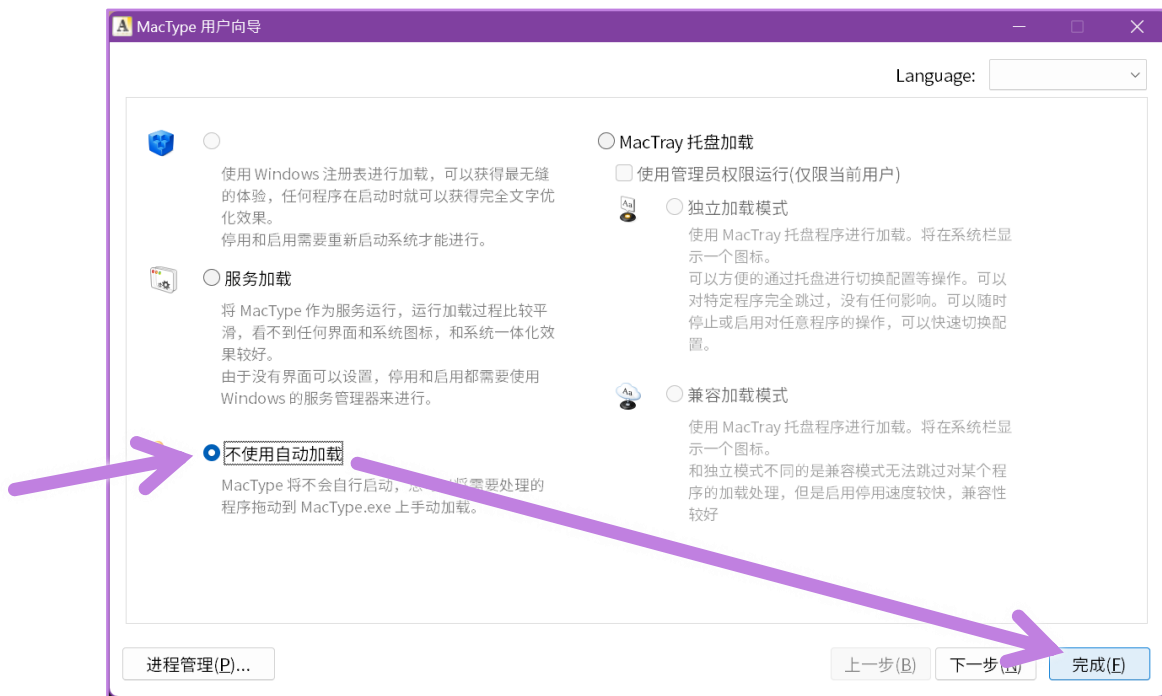 MacType 用户向导
Language:
使用 Windows 注册表进行加载，可以获得最无缝
的体验，任何程序在启动时就可以获得完全文字优
化效果。
停用和启用需要重新启动系统才能进行。
服务加载
将 MacType 作为服务运行，运行加载过程比较平
滑，看不到任何界面和系统图标，和系统一体化效
果较好。
由于没有界面可以设置，停用和启用都需要使用
Windows 的服务管理器来进行。
不使用自动加载
MacType 将不会自行启动，需要处理的
程序拖动到 MacType.exe 上手动加载。
MacTray 托盘加载
使用管理员权限运行(仅限当前用户)
独立加载模式
使用 MacTray 托盘程序进行加载。将在系统栏显
示一个图标。
可以方便的通过托盘进行切换配置等操作。可以
对特定程序完全跳过，没有任何影响。可以随时
停止或启用对任意程序的操作，可以快速切换配
置。
兼容加载模式
使用 MacTray 托盘程序进行加载。将在系统栏显
示一个图标。
和独立模式不同的是兼容模式无法跳过对某个程
序的加载处理，但是启用停用速度较快，兼容性
较好
进程管理(P)...
上一步(B)
下一步(N)
完成(F)